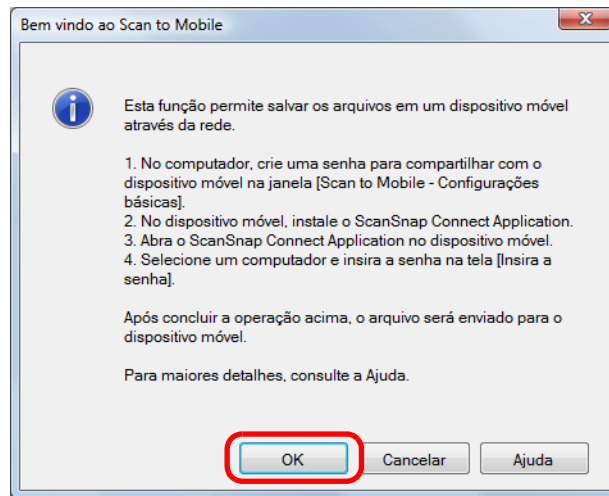 Bem vindo ao Scan to Mobile
Esta função permite salvar os arquivos em um dispositivo móvel
através da rede.
1. No computador, crie uma senha para compartilhar com o
dispositivo móvel na janela [Scan to Mobile - Configurações
básicas].
2. No dispositivo móvel, instale o ScanSnap Connect Application.
3. Abra o ScanSnap Connect Application no dispositivo móvel.
4. Selecione um computador e insira a senha na tela [Insira a
senha].
Após concluir a operação acima, o arquivo será enviado para o
dispositivo móvel.
Para maiores detalhes, consulte a Ajuda.
OK Cancelar Ajuda